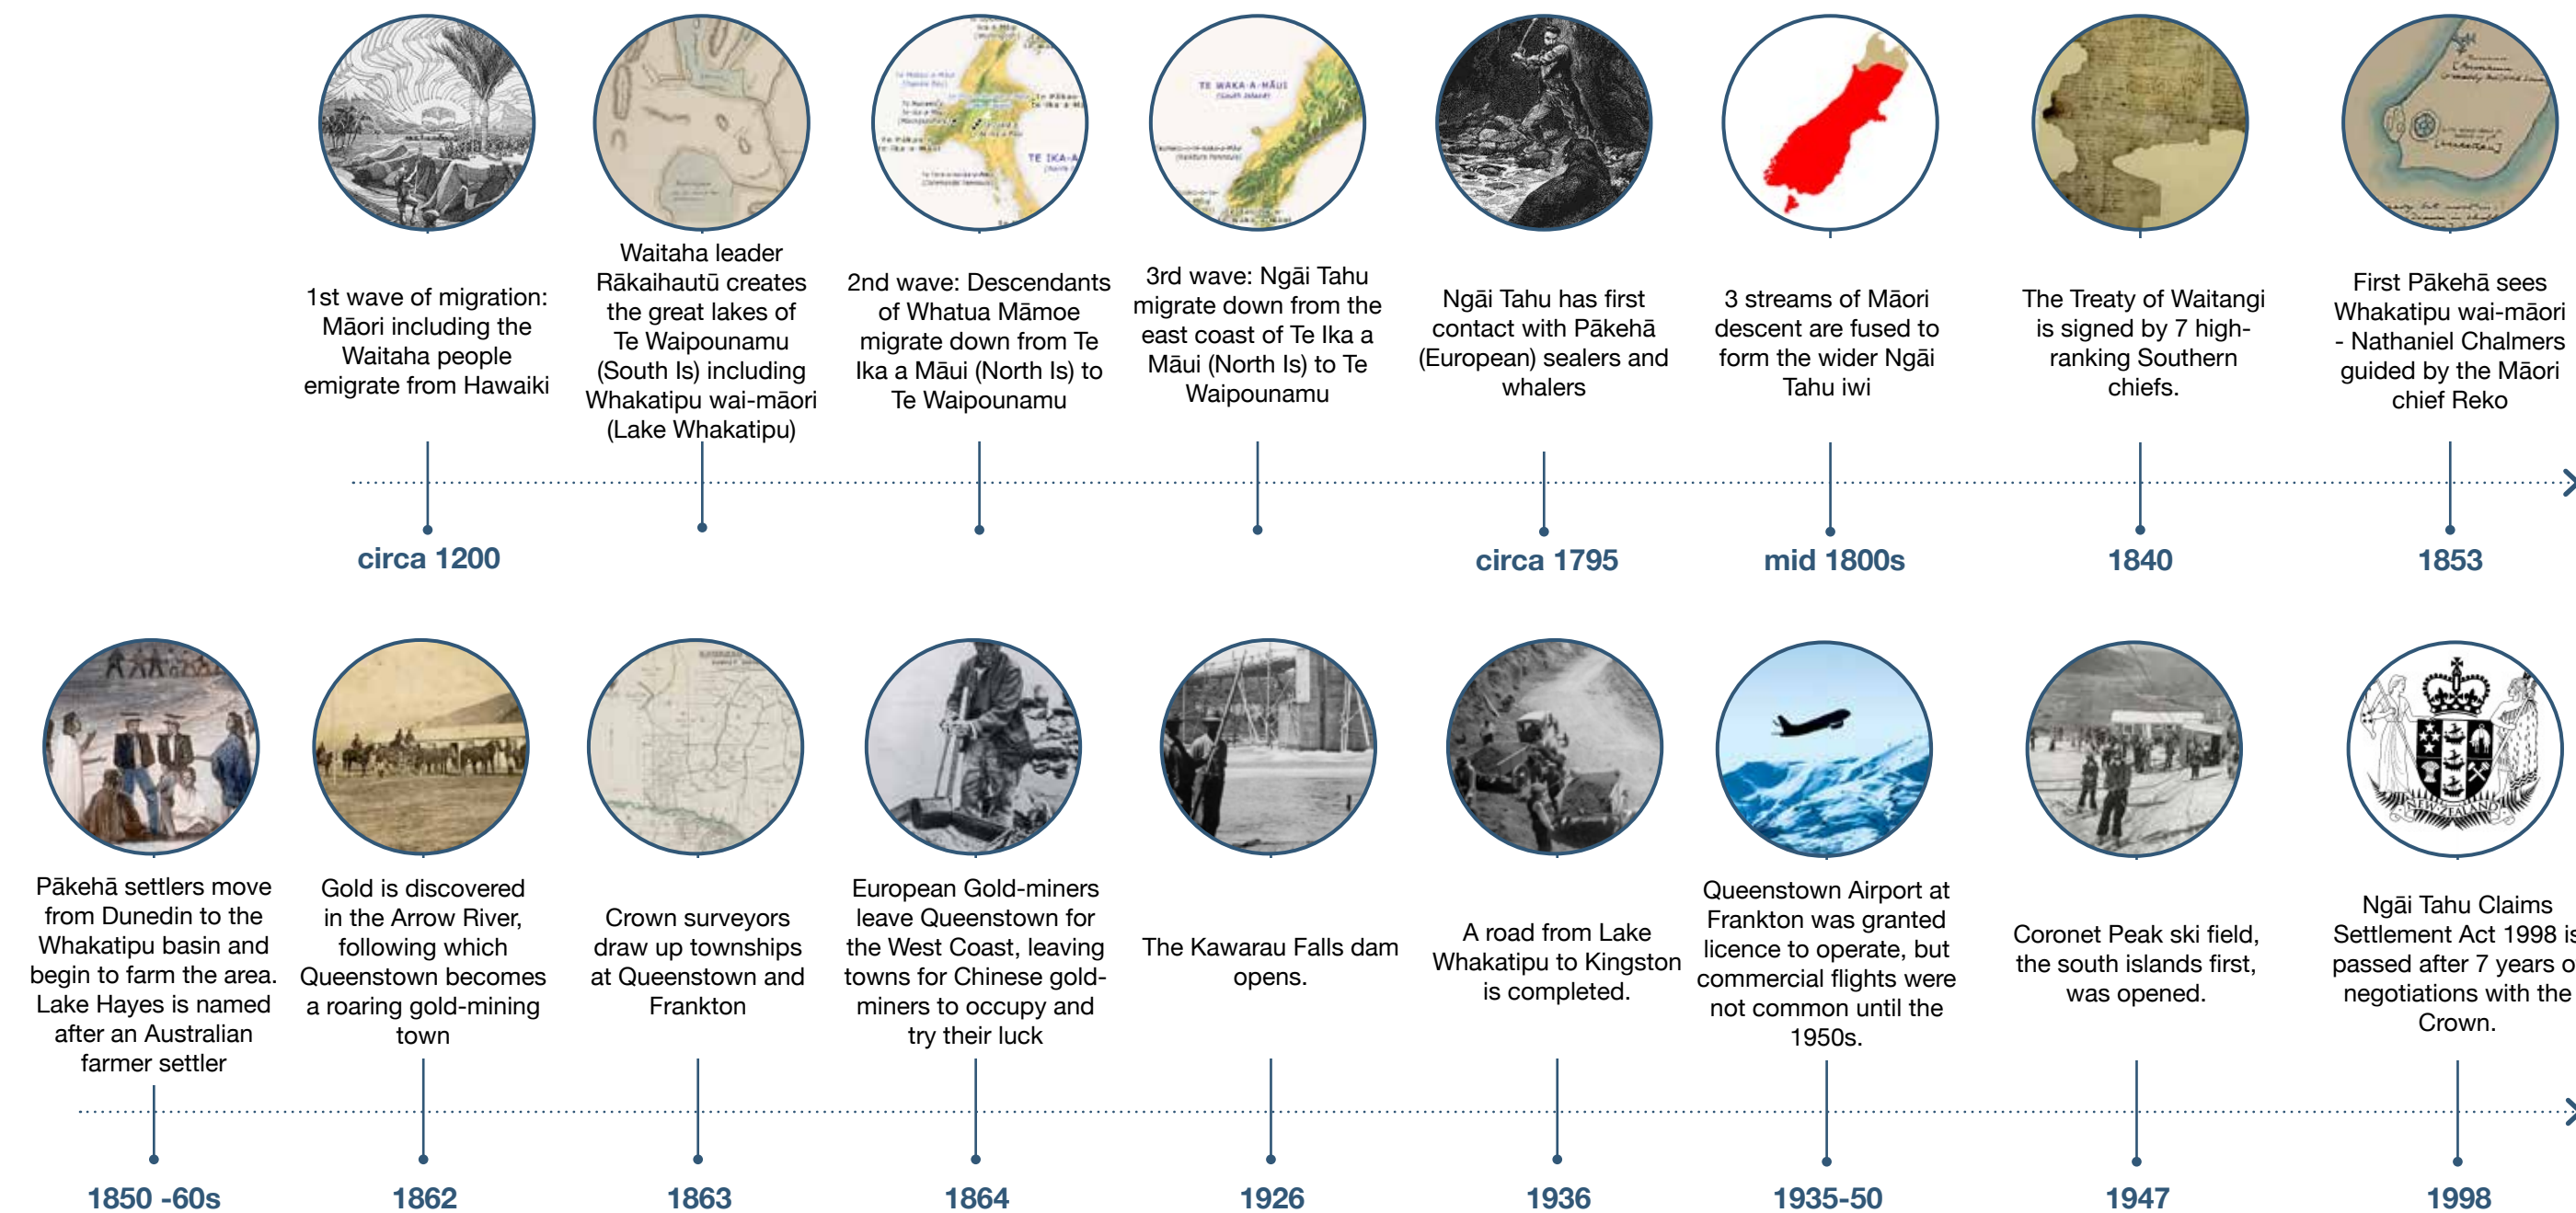 1st wave of migration:
Māori including the
Waitaha people
emigrate from Hawaiki
circa 1200
Waitaha leader
Rākaihautū creates
the great lakes of
Te Waipounamu
(South Is) including
Whakatipu wai-māori
(Lake Whakatipu)
2nd wave: Descendants
of Whatua Māmoe
migrate down from Te
Ika a Māui (North Is) to
Te Waipounamu
TE IKA-A
3rd wave: Ngāi Tahu
migrate down from the
east coast of Te Ika a
Māui (North Is) to Te
Waipounamu
TE WAKA-A-MĀUI
(South Island)
Ngāi Tahu has first
contact with Pākehā
(European) sealers and
whalers
circa 1795
3 streams of Māori
descent are fused to
form the wider Ngāi
Tahu iwi
mid 1800s
The Treaty of Waitangi
is signed by 7 high-
ranking Southern
chiefs.
1840
First Pākehā sees
Whakatipu wai-māori
- Nathaniel Chalmers
guided by the Māori
chief Reko
1853
Pākehā settlers move
from Dunedin to the
Whakatipu basin and
begin to farm the area.
Lake Hayes is named
after an Australian
farmer settler
1850 -60s
Gold is discovered
in the Arrow River,
following which
Queenstown becomes
a roaring gold-mining
town
1862
Crown surveyors
draw up townships
at Queenstown and
Frankton
1863
European Gold-miners
leave Queenstown for
the West Coast, leaving
towns for Chinese gold-
miners to occupy and
try their luck
1864
The Kawarau Falls dam
opens.
1926
A road from Lake
Whakatipu to Kingston
is completed.
1936
Queenstown Airport at
Frankton was granted
licence to operate, but
commercial flights were
not common until the
1950s.
1935-50
Coronet Peak ski field,
the south islands first,
was opened.
1947
NEW ZEALAND
Ngāi Tahu Claims
Settlement Act 1998 is
passed after 7 years o
negotiations with the
Crown.
1998